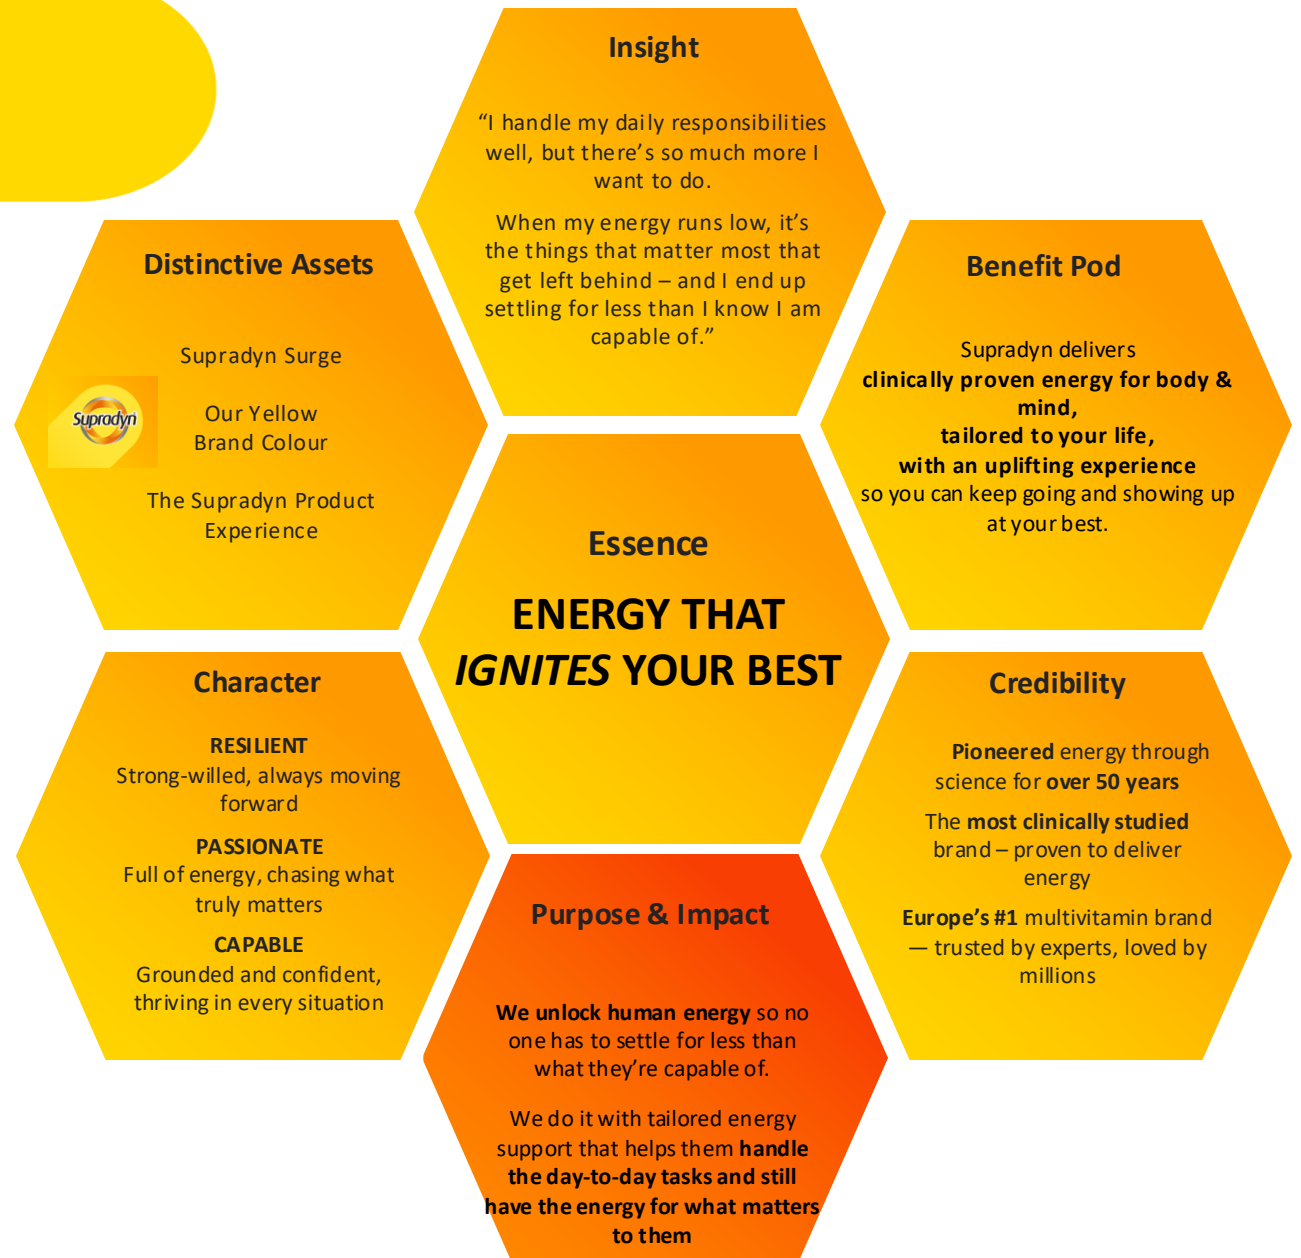 Insight
“I handle my daily responsibilities
well, but there’s so much more I
want to do.
When my energy runs low, it’s
the things that matter most that
get left behind – and I end up
settling for less than I know I am
capable of.”
Distinctive Assets
Supradyn Surge
Supradyn
Our Yellow
Brand Colour
The Supradyn Product
Experience
Benefit Pod
Supradyn delivers
clinically proven energy for body &
mind,
tailored to your life,
with an uplifting experience
so you can keep going and showing up
at your best.
Essence
ENERGY THAT
IGNITES YOUR BEST
Character
RESILIENT
Strong-willed, always moving
forward
PASSIONATE
Full of energy, chasing what
truly matters
CAPABLE
Grounded and confident,
thriving in every situation
Credibility
Pioneered energy through
science for over 50 years
The most clinically studied
brand – proven to deliver
energy
Europe’s #1 multivitamin brand
— trusted by experts, loved by
millions
Purpose & Impact
We unlock human energy so no
one has to settle for less than
what they’re capable of.
We do it with tailored energy
support that helps them handle
the day-to-day tasks and still
have the energy for what matters
to them